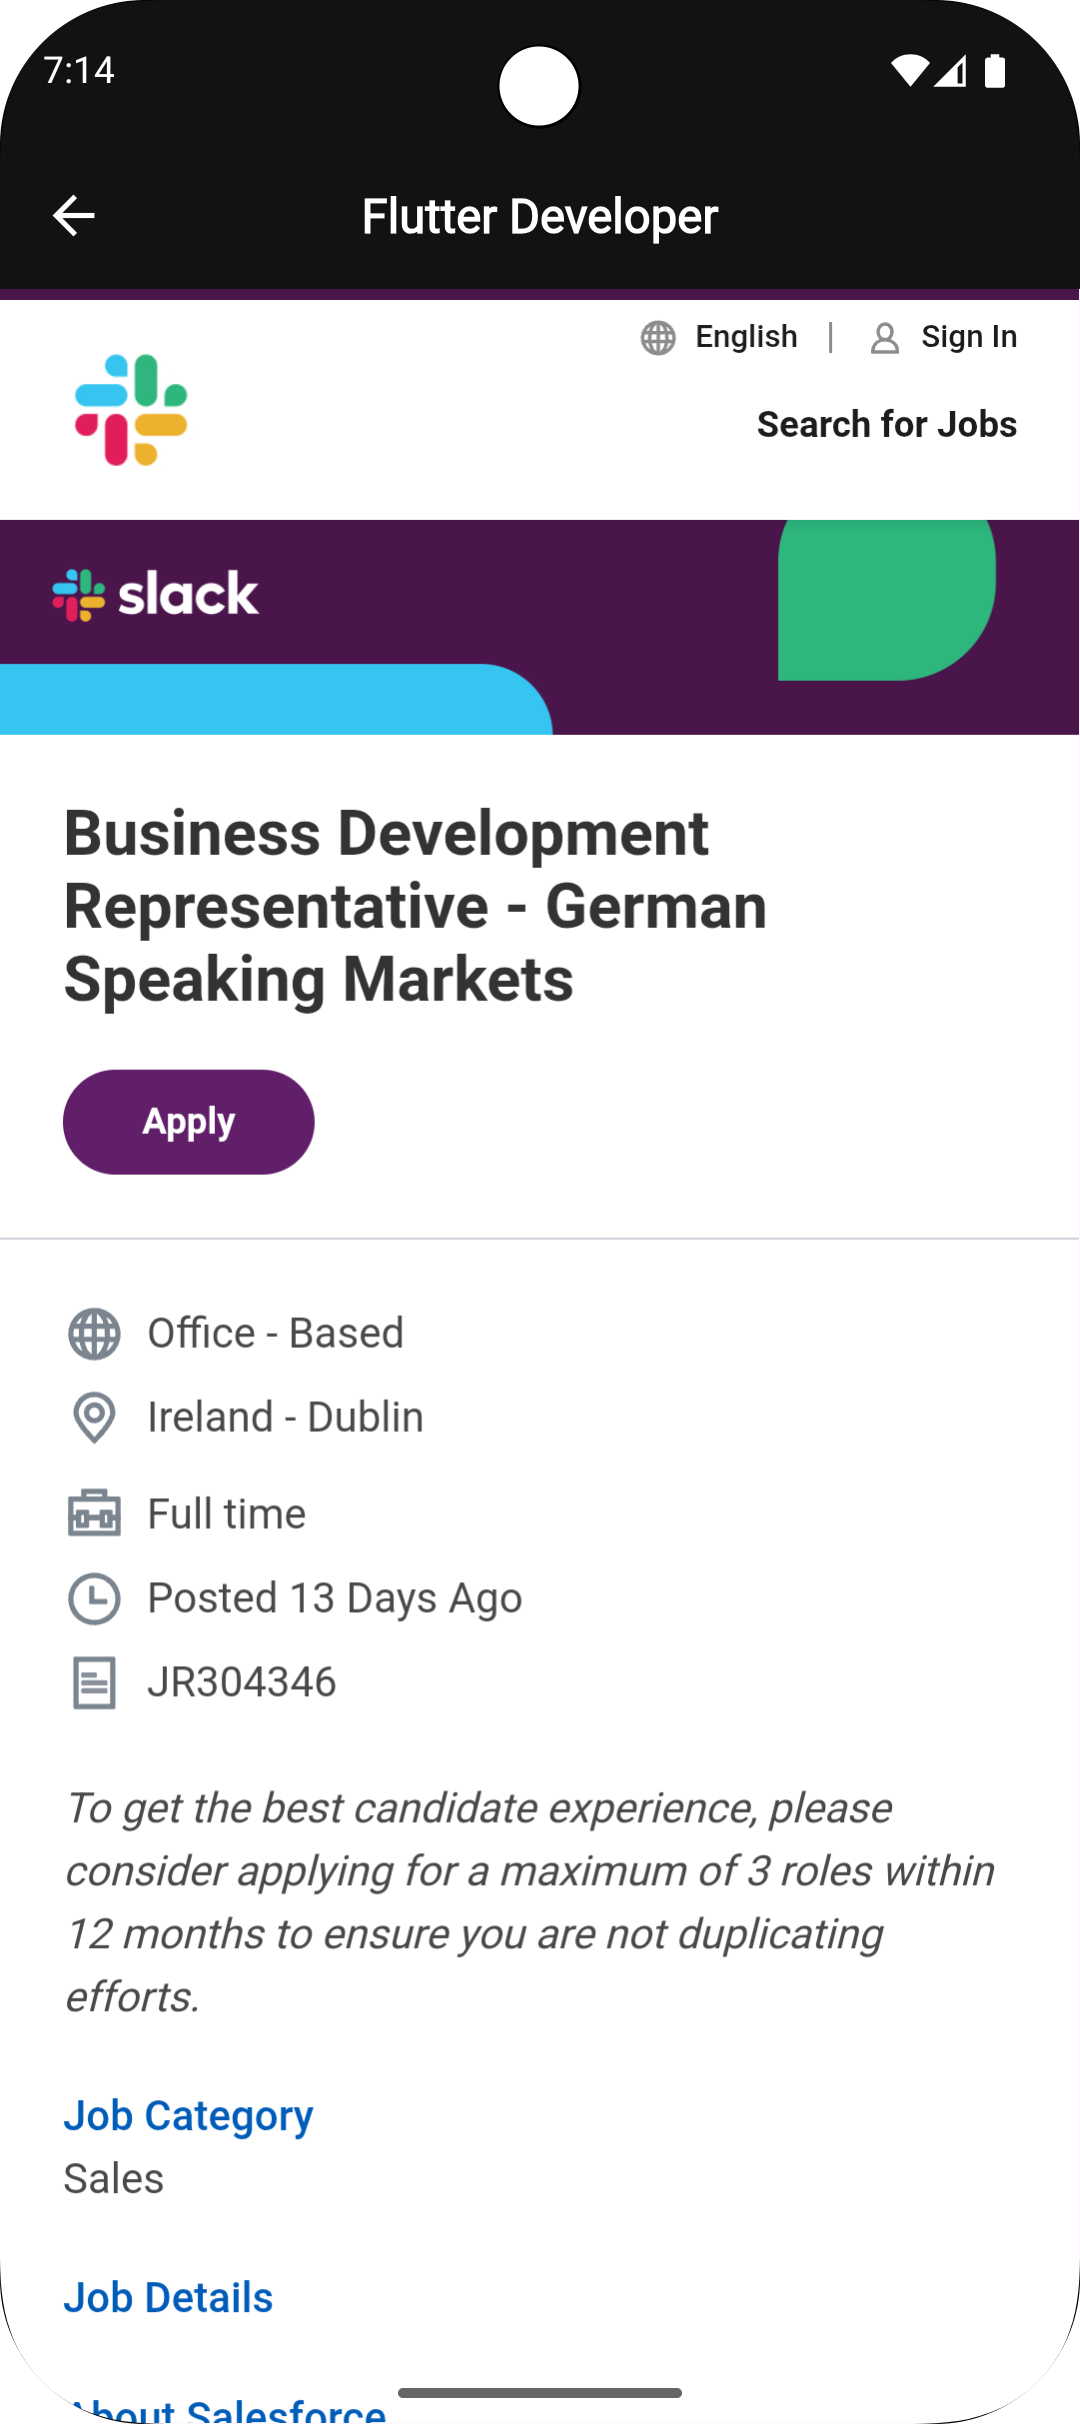 7:14
Flutter Developer
English | Sign In
Search for Jobs
slack
Business Development
Representative - German
Speaking Markets
Apply
Office - Based
Ireland - Dublin
Full time
Posted 13 Days Ago
JR304346
To get the best candidate experience, please
consider applying for a maximum of 3 roles within
12 months to ensure you are not duplicating
efforts.
Job Category
Sales
Job Details
About Salesforce